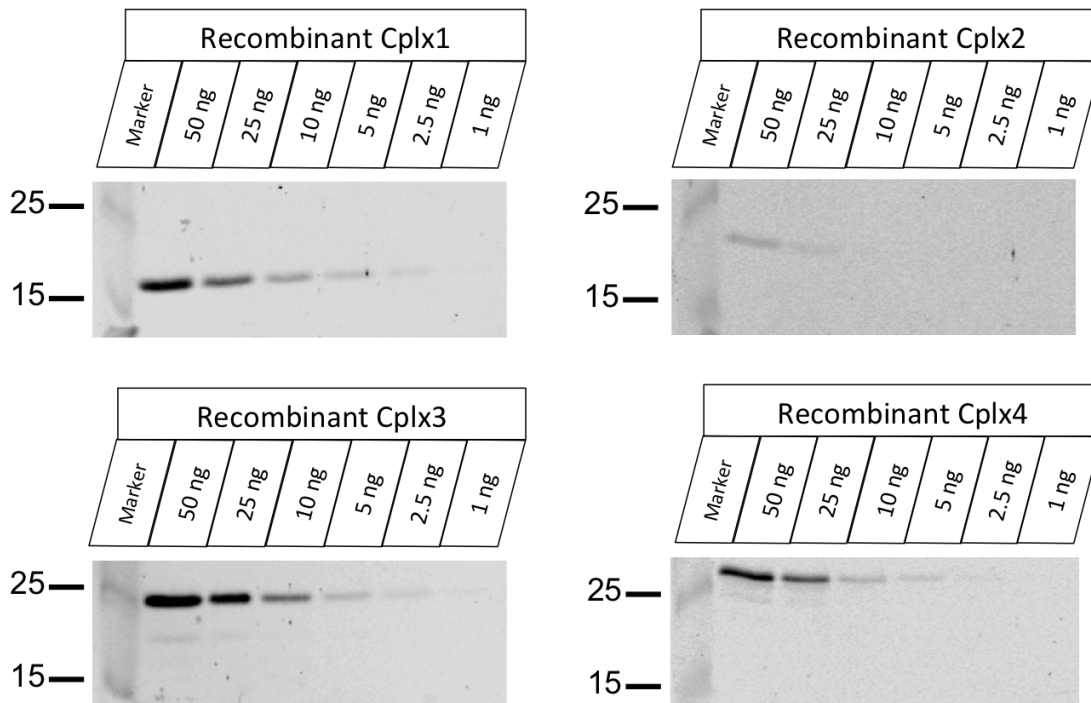 Recombinant Cplx1
Marker
50 ng
25 ng
10 ng
5 ng
2.5 ng
1 ng
25
15
Recombinant Cplx2
Marker
50 ng
25 ng
10 ng
5 ng
2.5 ng
1 ng
25
15
Recombinant Cplx3
Marker
50 ng
25 ng
10 ng
5 ng
2.5 ng
1 ng
25
15
Recombinant Cplx4
Marker
50 ng
25 ng
10 ng
5 ng
2.5 ng
1 ng
25
15